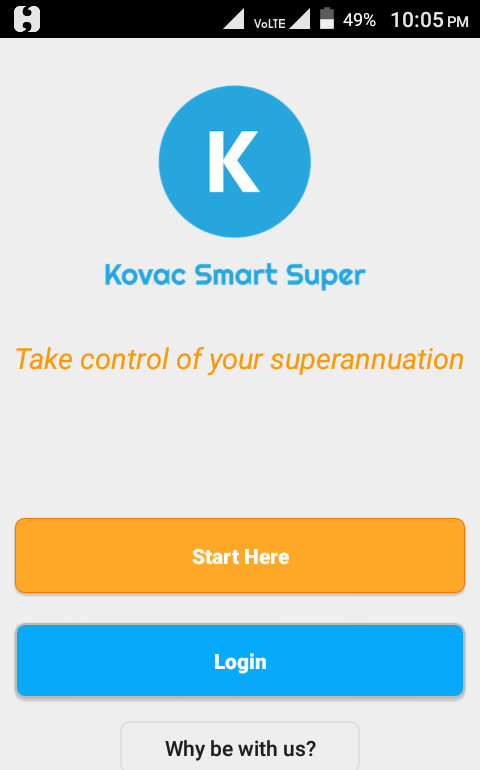 VoLTE 49% 10:05 PM
K
Kovac Smart Super
Take control of your superannuation
Start Here
Login
Why be with us?